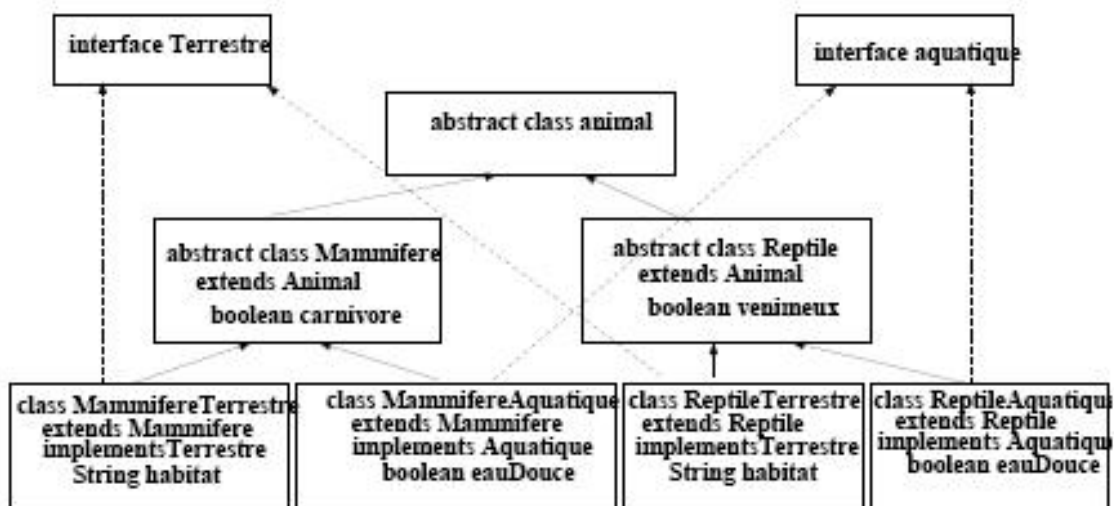 interface Terrestre
interface aquatique
abstract class animal
abstract class Mammifere
extends Animal
boolean carnivore
abstract class Reptile
extends Animal
boolean venimeux
class MammifereTerrestre
extends Mammifere
implementsTerrestre
String habitat
class MammifereAquatique
extends Mammifere
implements Aquatique
boolean eauDouce
class ReptileTerrestre
extends Reptile
implementsTerrestre
String habitat
class ReptileAquatique
extends Reptile
implements Aquatique
boolean eauDouce